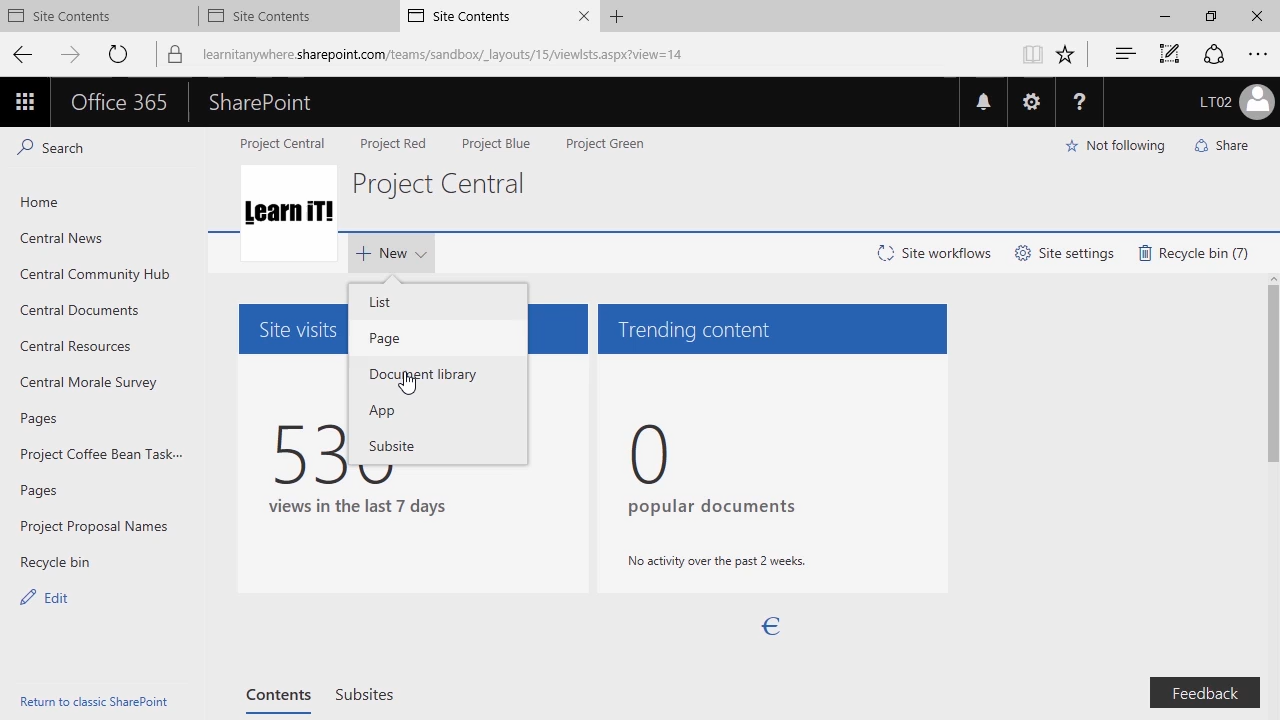 Site Contents
Site Contents
Site Contents
learnitanywhere.sharepoint.com/teams/sandbox/_layouts/15/viewlsts.aspx?view=14
Office 365
SharePoint
?
LT02
Search
Project Central
Project Red
Project Blue
Project Green
Not following
Share
Learn iT!
Project Central
New
Site workflows
Site settings
Recycle bin (7)
Home
Central News
Central Community Hub
Central Documents
Central Resources
Central Morale Survey
Pages
Project Coffee Bean Task...
Pages
Project Proposal Names
Recycle bin
Edit
Return to classic SharePoint
List
Page
Document library
App
Subsite
Site visits
views in the last 7 days
Trending content
0
popular documents
No activity over the past 2 weeks.
Contents
Subsites
Feedback